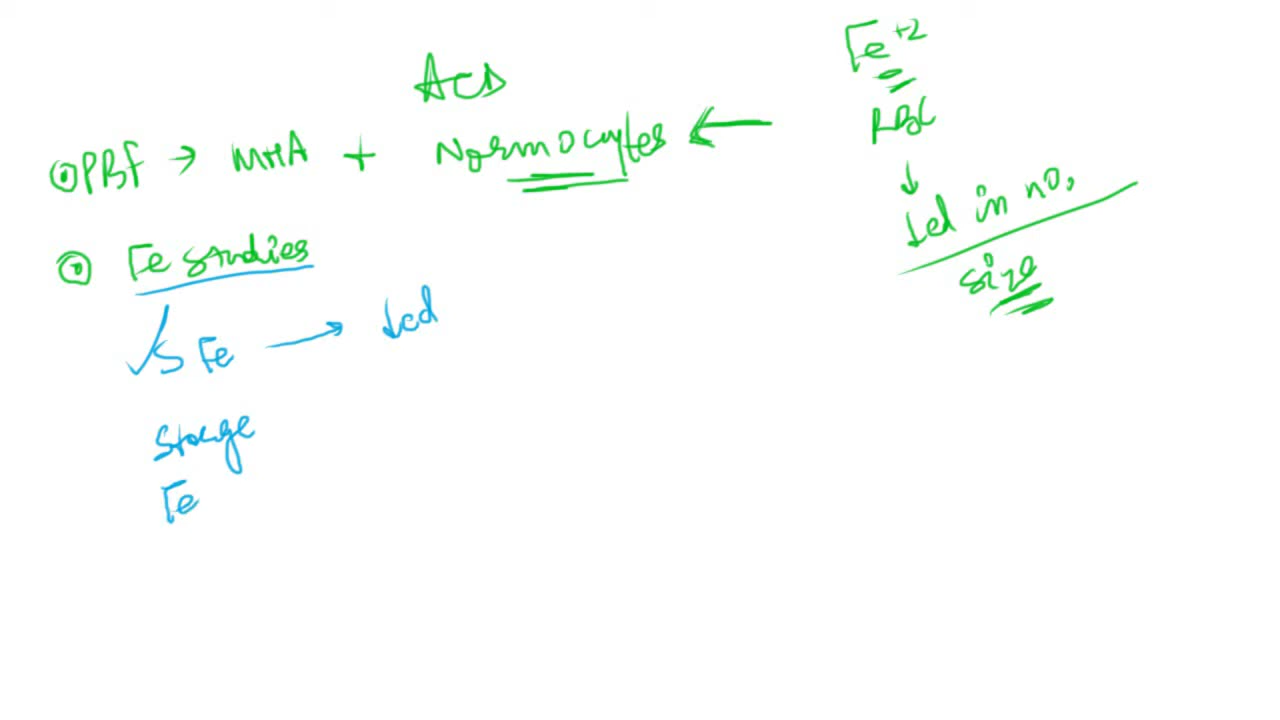 ACD
⊙ PBF → MHA + Normocytes ←
⊙ Fe studies
✓ S Fe → ↓ed
Storage
Fe
Fe+2
RBC
↓
↓ed in no.
size